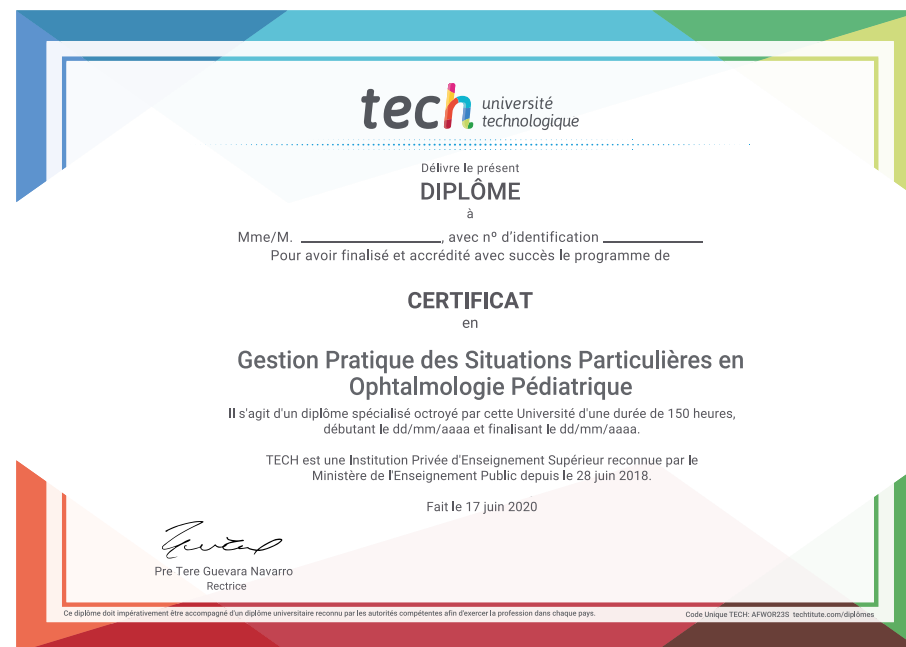 tech université
technologique
Délivre le présent
DIPLÔME
à
Mme/M. ____________________, avec nº d'identification ______________
Pour avoir finalisé et accrédité avec succès le programme de
CERTIFICAT
en
Gestion Pratique des Situations Particulières en
Ophtalmologie Pédiatrique
Il s'agit d'un diplôme spécialisé octroyé par cette Université d'une durée de 150 heures,
débutant le dd/mm/aaaa et finalisant le dd/mm/aaaa.
TECH est une Institution Privée d'Enseignement Supérieur reconnue par le
Ministère de l'Enseignement Public depuis le 28 juin 2018.
Fait le 17 juin 2020
Pre Tere Guevara Navarro
Rectrice
Ce diplôme doit impérativement être accompagné d'un diplôme universitaire reconnu par les autorités compétentes afin d'exercer la profession dans chaque pays.
Code Unique TECH: AFWOR23S techtitute.com/diplômes